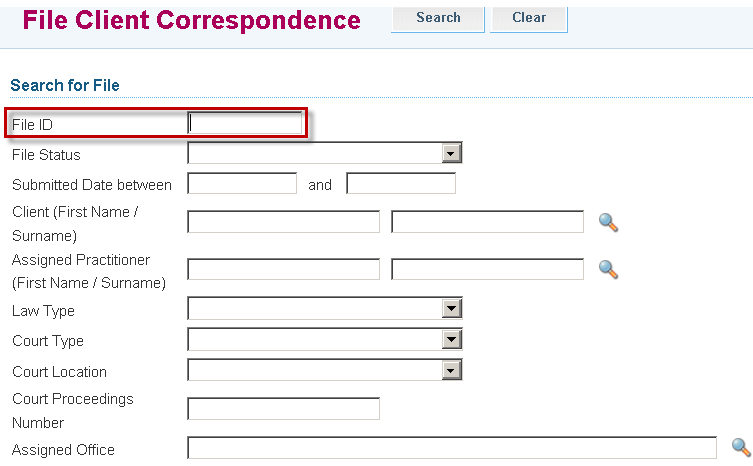 File Client Correspondence Search Clear
Search for File
File ID
File Status
Submitted Date between and
Client (First Name /
Surname)
Assigned Practitioner
(First Name / Surname)
Law Type
Court Type
Court Location
Court Proceedings
Number
Assigned Office